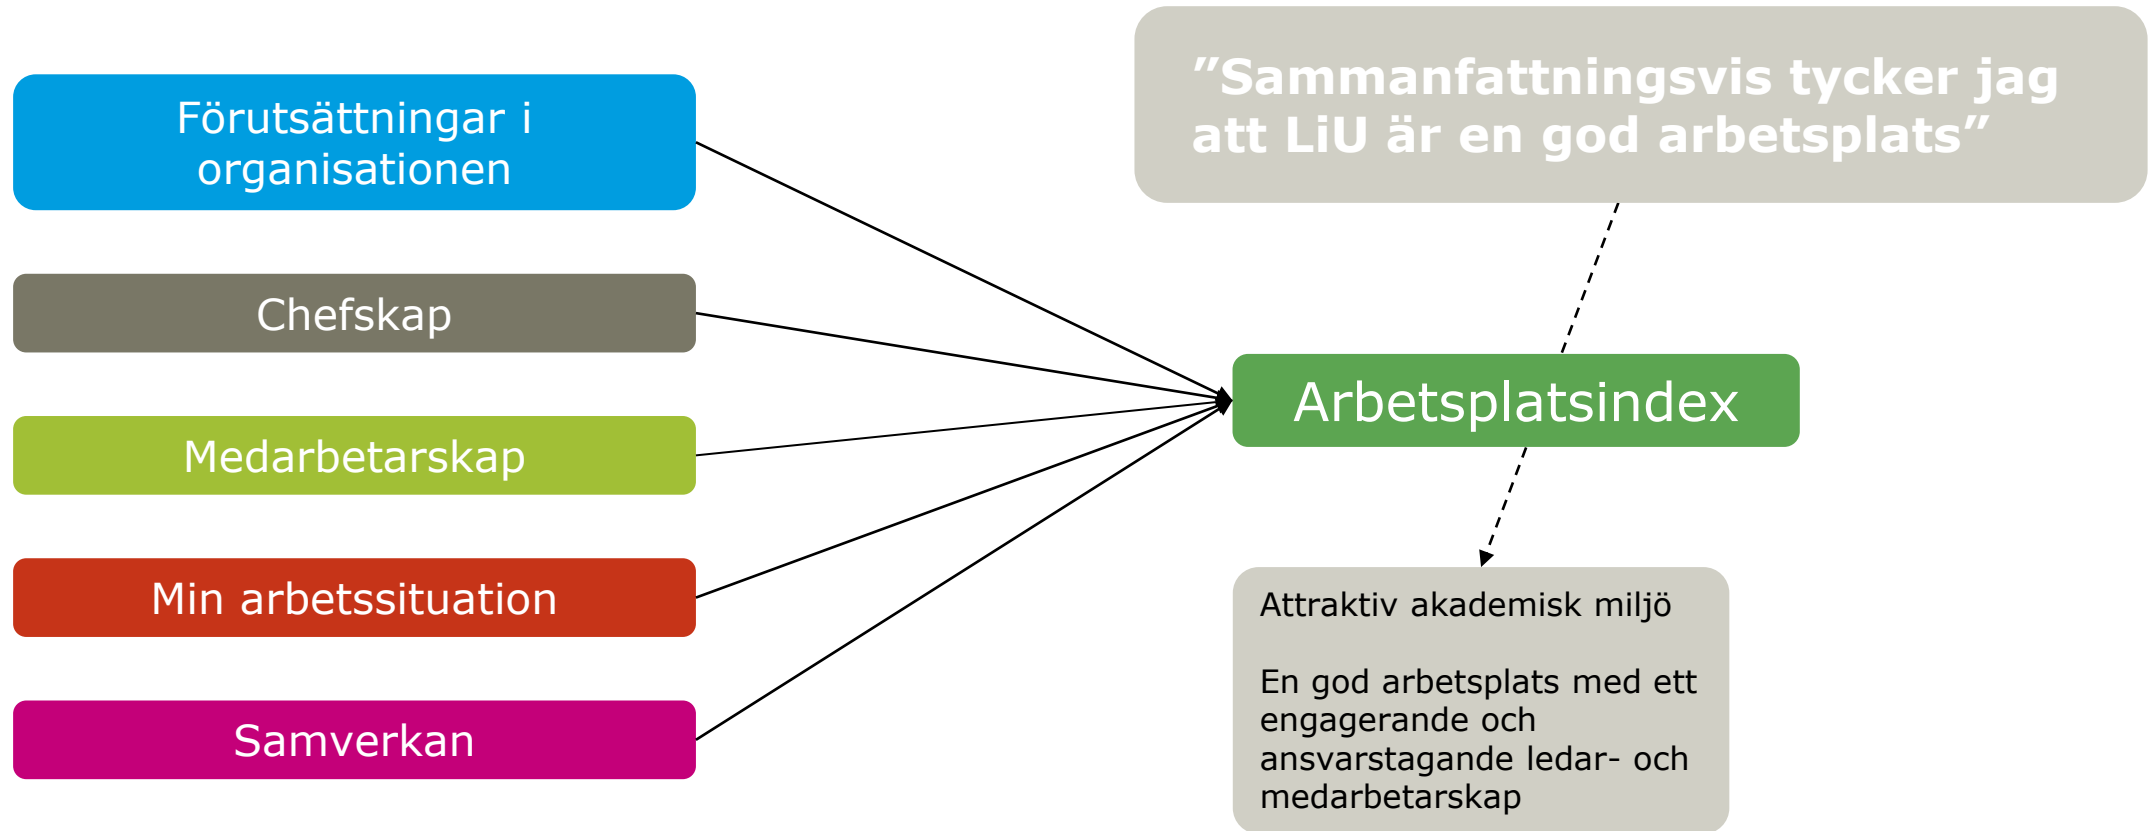 Förutsättningar i
organisationen
Chefskap
Medarbetarskap
Min arbetssituation
Samverkan
”Sammanfattningsvis tycker jag
att LiU är en god arbetsplats”
Arbetsplatsindex
Attraktiv akademisk miljö
En god arbetsplats med ett
engagerande och
ansvarstagande ledar- och
medarbetarskap